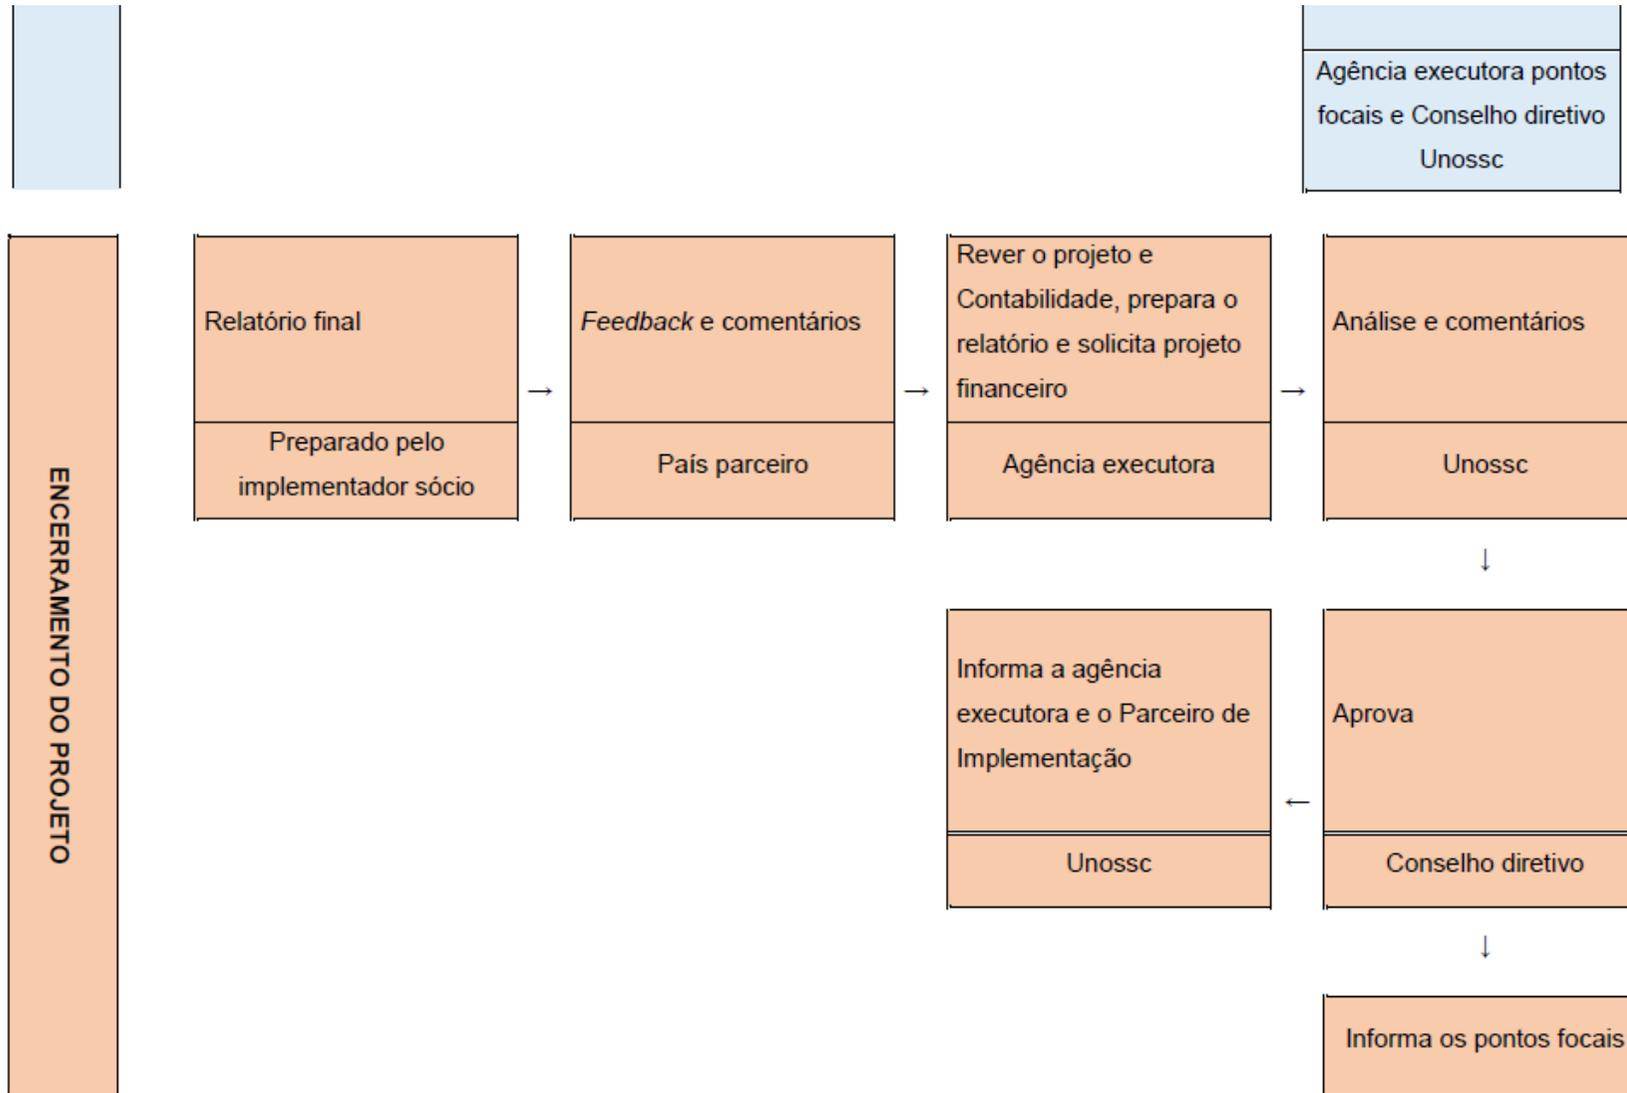 Agência executora pontos
focais e Conselho diretivo
Unossc
ENCERRAMENTO DO PROJETO
Relatório final
Preparado pelo
implementador sócio
Feedback e comentários
País parceiro
Rever o projeto e
Contabilidade, prepara o
relatório e solicita projeto
financeiro
Agência executora
Análise e comentários
Unossc
Informa a agência
executora e o Parceiro de
Implementação
Unossc
Aprova
Conselho diretivo
Informa os pontos focais